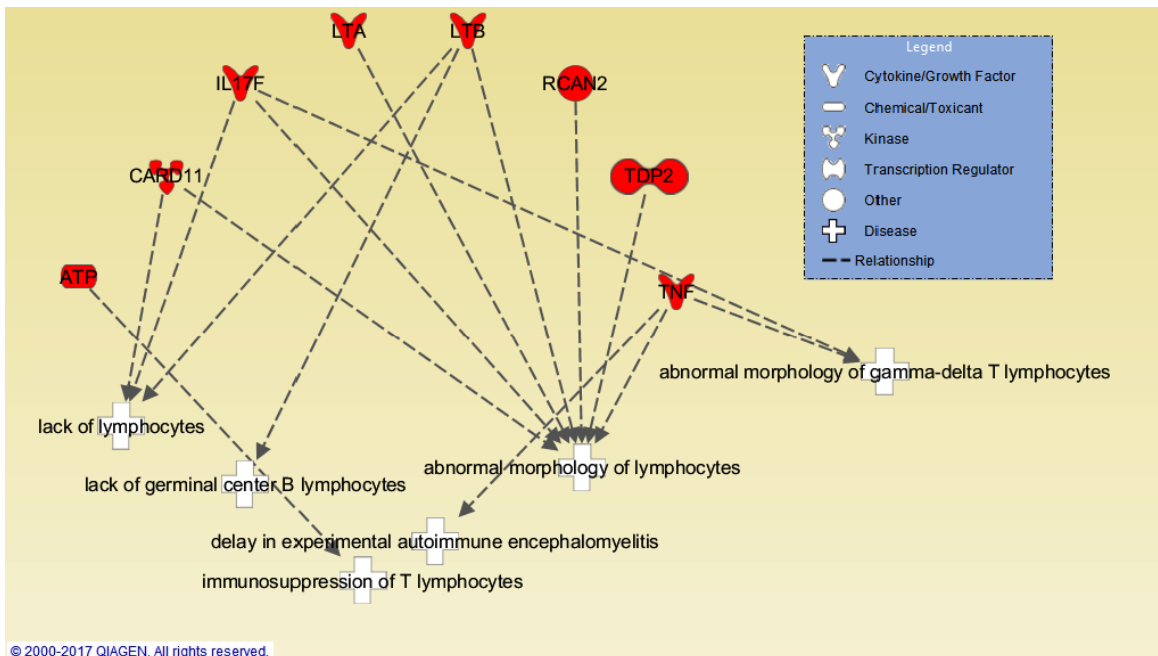 LTA
LTB
IL17F
RCAN2
CARD11
TDP2
ATP
TNF
Legend
Cytokine/Growth Factor
Chemical/Toxicant
Kinase
Transcription Regulator
Other
Disease
Relationship
abnormal morphology of gamma-delta T lymphocytes
lack of lymphocytes
abnormal morphology of lymphocytes
lack of germinal center B lymphocytes
delay in experimental autoimmune encephalomyelitis
immunosuppression of T lymphocytes
© 2000-2017 QIAGEN. All rights reserved.